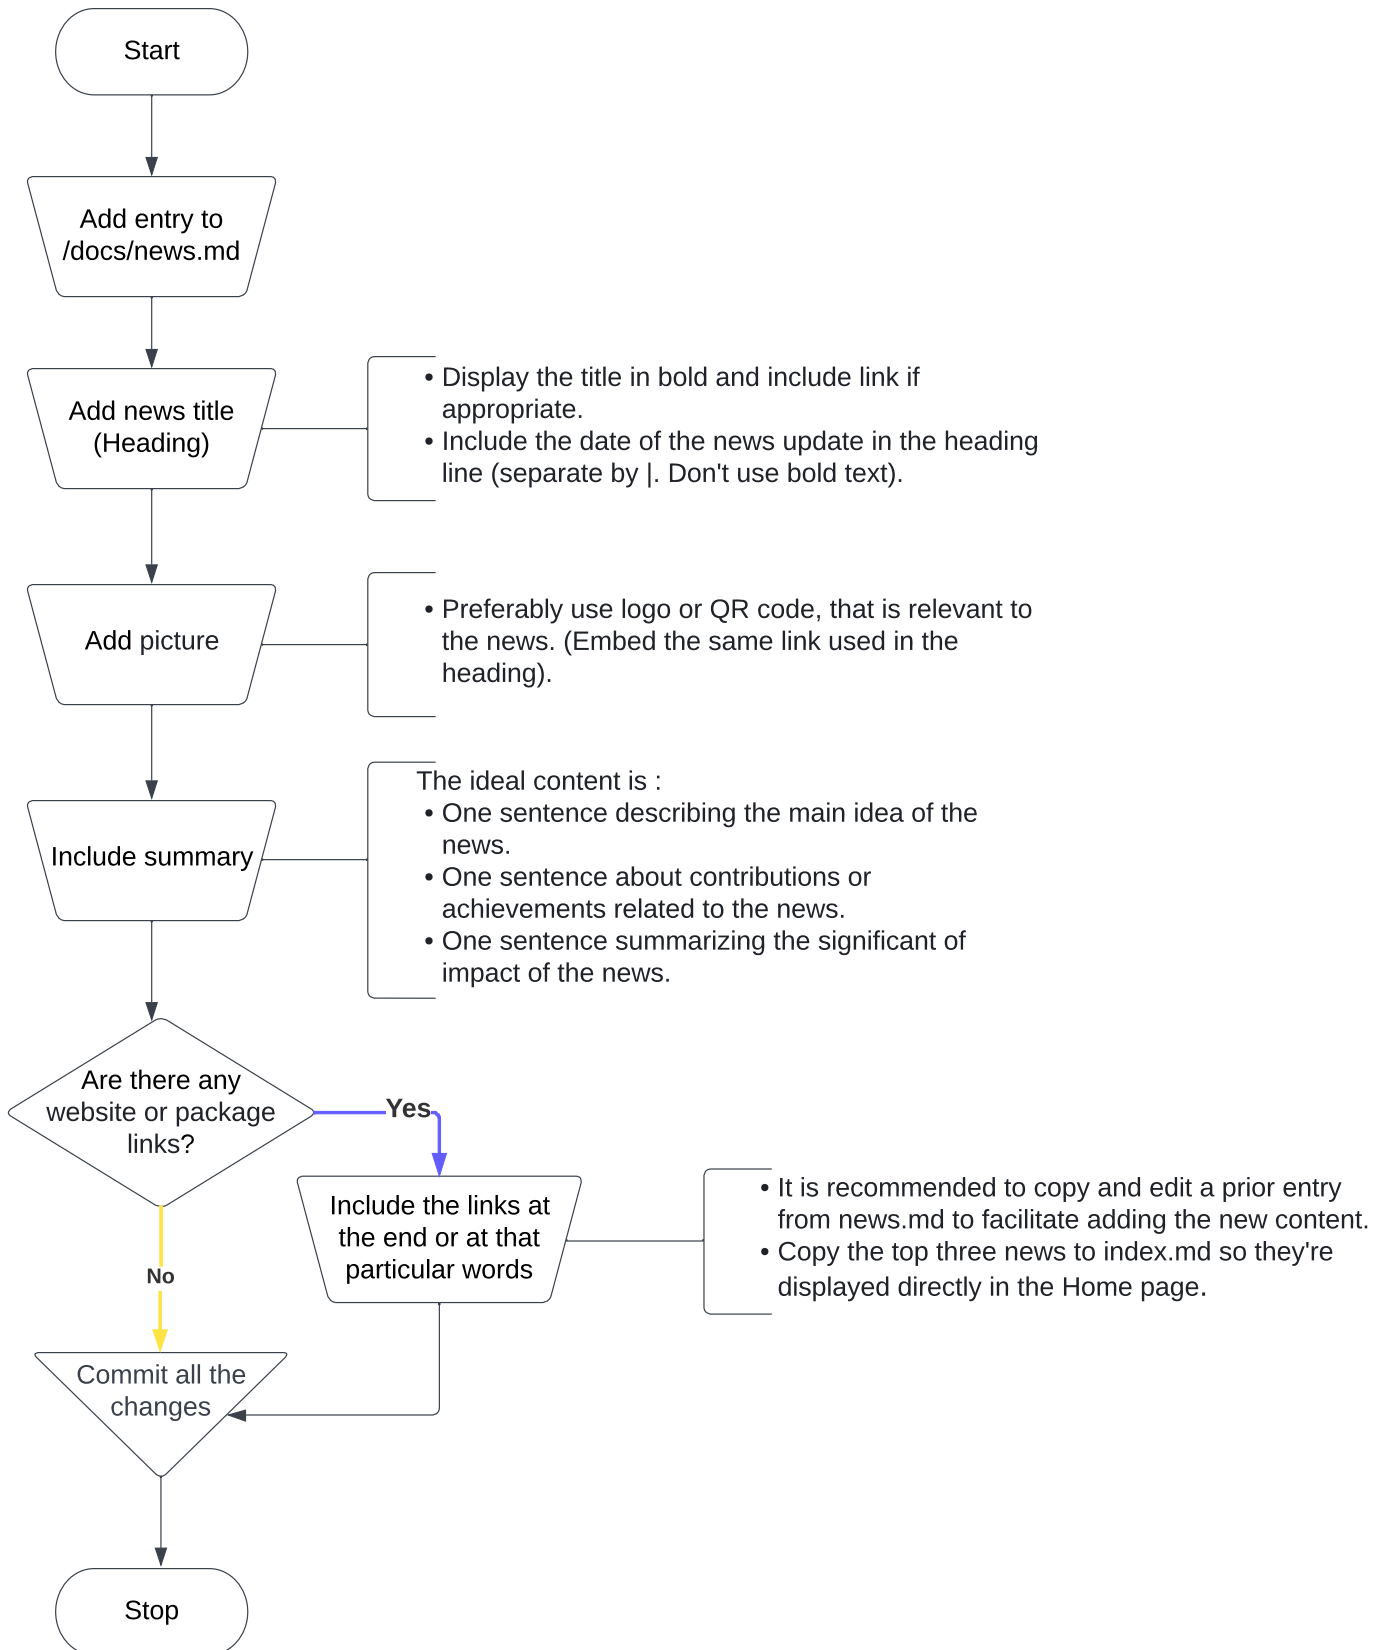 Start
Add entry to
/docs/news.md
Add news title
(Heading)
• Display the title in bold and include link if
appropriate.
• Include the date of the news update in the heading
line (separate by |. Don't use bold text).
Add picture
• Preferably use logo or QR code, that is relevant to
the news. (Embed the same link used in the
heading).
Include summary
The ideal content is :
• One sentence describing the main idea of the
news.
• One sentence about contributions or
achievements related to the news.
• One sentence summarizing the significant of
impact of the news.
Are there any
website or package
links?
Yes
Include the links at
the end or at that
particular words
• It is recommended to copy and edit a prior entry
from news.md to facilitate adding the new content.
• Copy the top three news to index.md so they're
displayed directly in the Home page.
No
Commit all the
changes
Stop